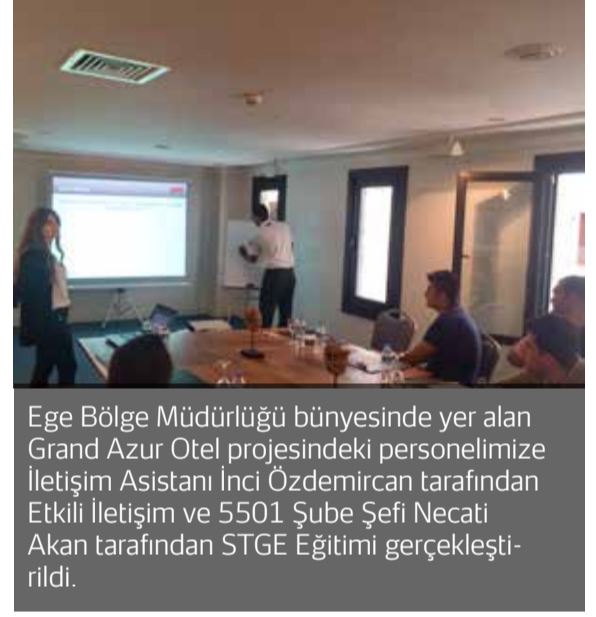 Ege Bölge Müdürlüğü bünyesinde yer alan
Grand Azur Otel projesindeki personelimize
İletişim Asistanı İnci Özdemircan tarafından
Etkili İletişim ve 5501 Şube Şefi Necati
Akan tarafından STGE Eğitimi gerçekleşti-
rildi.